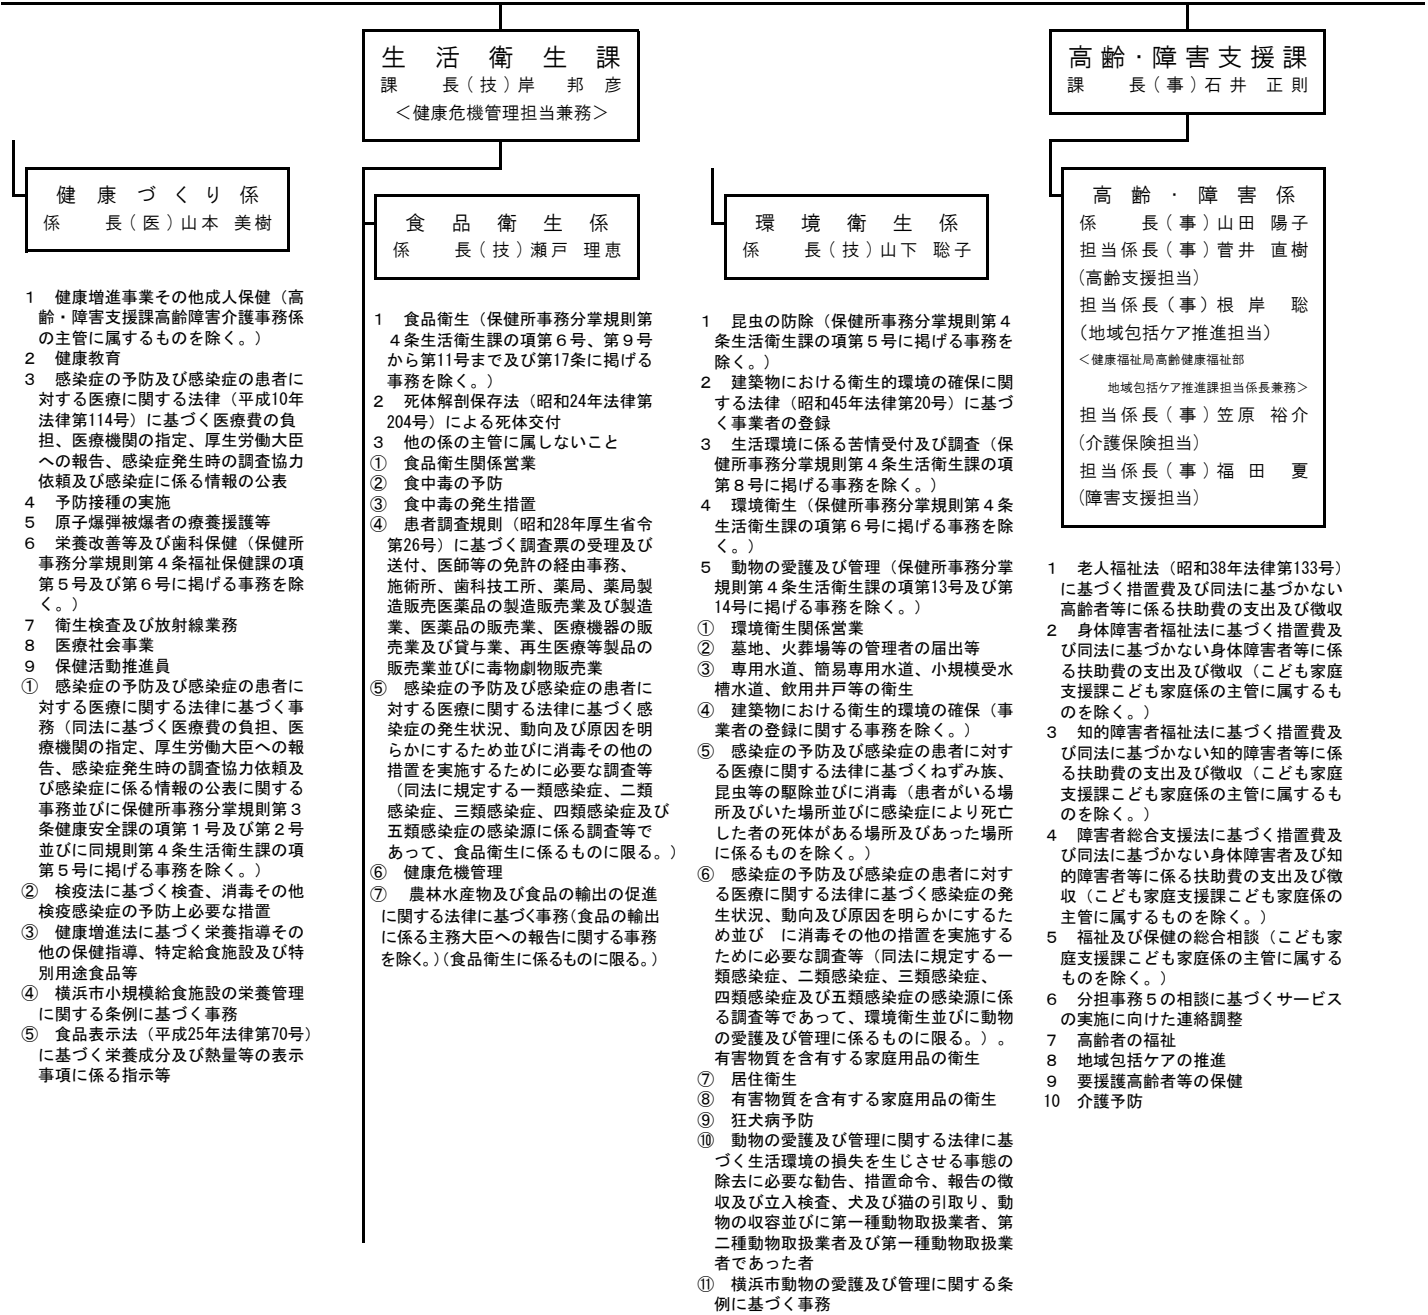 生活衛生課
課　　長（技）岸　邦彦
＜健康危機管理担当兼務＞
高齢・障害支援課
課　　長（事）石井　正則
健康づくり係
係　　長（医）山本　美樹
1　健康増進事業その他成人保健（高
齢・障害支援課高齢障害介護事務係
の主管に属するものを除く。）
2　健康教育
3　感染症の予防及び感染症の患者に
対する医療に関する法律（平成10年
法律第114号）に基づく医療費の負
担、医療機関の指定、厚生労働大臣
への報告、感染症発生時の調査協力
依頼及び感染症に係る情報の公表
4　予防接種の実施
5　原子爆弾被爆者の療養援護等
6　栄養改善等及び歯科保健（保健所
事務分掌規則第４条福祉保健課の項
第５号及び第６号に掲げる事務を除
く。）
7　衛生検査及び放射線業務
8　医療社会事業
9　保健活動推進員
①　感染症の予防及び感染症の患者に
対する医療に関する法律に基づく事
務（同法に基づく医療費の負担、医
療機関の指定、厚生労働大臣への報
告、感染症発生時の調査協力依頼及
び感染症に係る情報の公表に関する
事務並びに保健所事務分掌規則第３
条健康安全課の項第１号及び第２号
並びに同規則第４条生活衛生課の項
第５号に掲げる事務を除く。）
②　検疫法に基づく検査、消毒その他
検疫感染症の予防上必要な措置
③　健康増進法に基づく栄養指導その
他の保健指導、特定給食施設及び特
別用途食品等
④　横浜市小規模給食施設の栄養管理
に関する条例に基づく事務
⑤　食品表示法（平成25年法律第70号）
に基づく栄養成分及び熱量等の表示
事項に係る指示等
食品衛生係
係　　長（技）瀬戸　理恵
1　食品衛生（保健所事務分掌規則第
４条生活衛生課の項第６号、第９号
から第11号まで及び第17条に掲げる
事務を除く。）
2　死体解剖保存法（昭和24年法律第
204号）による死体交付
3　他の係の主管に属しないこと
①　食品衛生関係営業
②　食中毒の予防
③　食中毒の発生措置
④　患者調査規則（昭和28年厚生省令
第26号）に基づく調査票の受理及び
送付、医師等の免許の経由事務、
施術所、歯科技工所、薬局、薬局製
造販売医薬品の製造販売業及び製造
業、医薬品の販売業、医療機器の販
売業及び貸与業、再生医療等製品の
販売業並びに毒物劇物販売業
⑤　感染症の予防及び感染症の患者に
対する医療に関する法律に基づく感
染症の発生状況、動向及び原因を明
らかにするため並びに消毒その他の
措置を実施するために必要な調査等
（同法に規定する一類感染症、二類
感染症、三類感染症、四類感染症及び
五類感染症の感染源に係る調査等で
あって、食品衛生に係るものに限る。）
⑥　健康危機管理
⑦　農林水産物及び食品の輸出の促進
に関する法律に基づく事務（食品の輸出
に係る主務大臣への報告に関する事務
を除く。）（食品衛生に係るものに限る。）
環境衛生係
係　　長（技）山下　聡子
1　昆虫の防除（保健所事務分掌規則第４
条生活衛生課の項第５号に掲げる事務を
除く。）
2　建築物における衛生的環境の確保に関
する法律（昭和45年法律第20号）に基づ
く事業者の登録
3　生活環境に係る苦情受付及び調査（保
健所事務分掌規則第４条生活衛生課の項
第８号に掲げる事務を除く。）
4　環境衛生（保健所事務分掌規則第４条
生活衛生課の項第６号に掲げる事務を除
く。）
5　動物の愛護及び管理（保健所事務分掌
規則第４条生活衛生課の項第13号及び第
14号に掲げる事務を除く。）
①　環境衛生関係営業
②　墓地、火葬場等の管理者の届出等
③　専用水道、簡易専用水道、小規模受水
槽水道、飲用井戸等の衛生
④　建築物における衛生的環境の確保（事
業者の登録に関する事務を除く。）
⑤　感染症の予防及び感染症の患者に対す
る医療に関する法律に基づくねずみ族、
昆虫等の駆除並びに消毒（患者がいる場
所及びいた場所並びに感染症により死亡
した者の死体がある場所及びあった場所
に係るものを除く。）
⑥　感染症の予防及び感染症の患者に対す
る医療に関する法律に基づく感染症の発
生状況、動向及び原因を明らかにするた
め並び　に消毒その他の措置を実施する
ために必要な調査等（同法に規定する一
類感染症、二類感染症、三類感染症、
四類感染症及び五類感染症の感染源に係
る調査等であって、環境衛生並びに動物
の愛護及び管理に係るものに限る。）。
有害物質を含有する家庭用品の衛生
⑦　居住衛生
⑧　有害物質を含有する家庭用品の衛生
⑨　狂犬病予防
⑩　動物の愛護及び管理に関する法律に基
づく生活環境の損失を生じさせる事態の
除去に必要な勧告、措置命令、報告の徴
収及び立入検査、犬及び猫の引取り、動
物の収容並びに第一種動物取扱業者、第
二種動物取扱業者及び第一種動物取扱業
者であった者
⑪　横浜市動物の愛護及び管理に関する条
例に基づく事務
高齢・障害係
係　　長（事）山田　陽子
担当係長（事）菅井　直樹
（高齢支援担当）
担当係長（事）根岸　聡
（地域包括ケア推進担当）
＜健康福祉局高齢健康福祉部
地域包括ケア推進課担当係長兼務＞
担当係長（事）笠原　裕介
（介護保険担当）
担当係長（事）福田　夏
（障害支援担当）
1　老人福祉法（昭和38年法律第133号）
に基づく措置費及び同法に基づかない
高齢者等に係る扶助費の支出及び徴収
2　身体障害者福祉法に基づく措置費及
び同法に基づかない身体障害者等に係
る扶助費の支出及び徴収（こども家庭
支援課こども家庭係の主管に属するも
のを除く。）
3　知的障害者福祉法に基づく措置費及
び同法に基づかない知的障害者等に係
る扶助費の支出及び徴収（こども家庭
支援課こども家庭係の主管に属するも
のを除く。）
4　障害者総合支援法に基づく措置費及
び同法に基づかない身体障害者及び知
的障害者等に係る扶助費の支出及び徴
収（こども家庭支援課こども家庭係の
主管に属するものを除く。）
5　福祉及び保健の総合相談（こども家
庭支援課こども家庭係の主管に属する
ものを除く。）
6　分担事務５の相談に基づくサービス
の実施に向けた連絡調整
7　高齢者の福祉
8　地域包括ケアの推進
9　要援護高齢者等の保健
10　介護予防